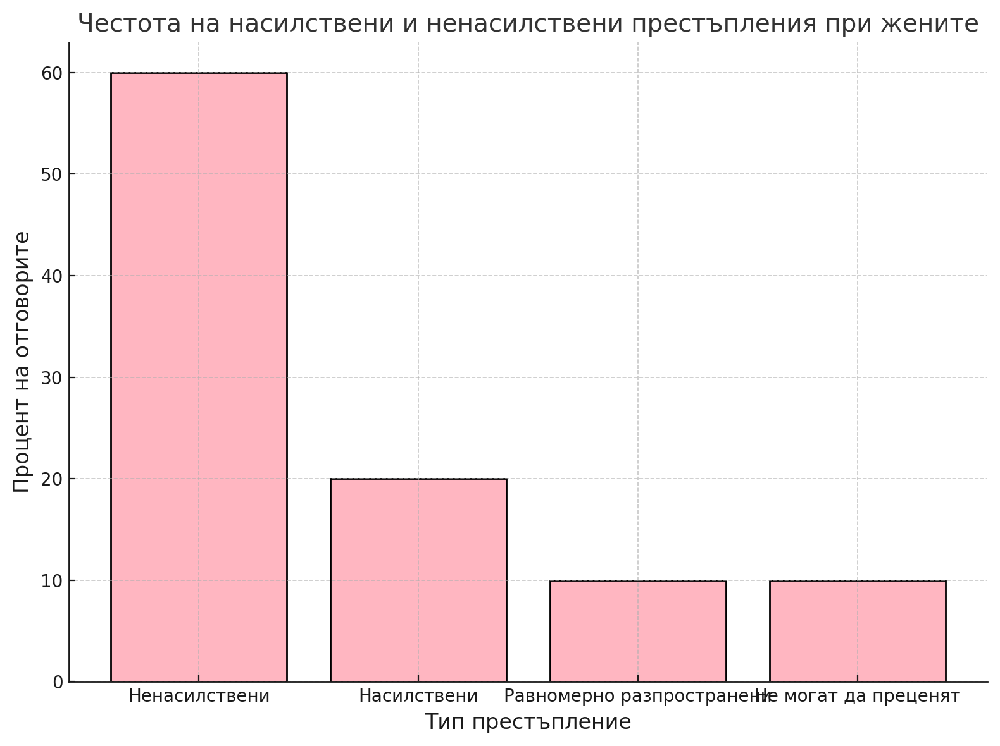 Честота на насилствени и ненасилствени престъпления при жените
Процент на отговорите
60
50
40
30
20
10
0
Ненасилствени
Насилствени
Равномерно разпространени
Не могат да преценят
Тип престъпление